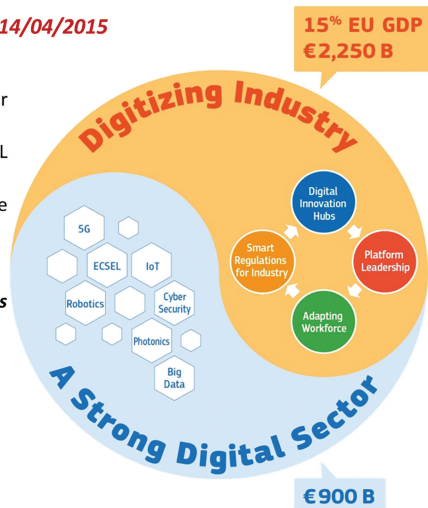 14/04/2015
15% EU GDP
€2,250 B
r
L
e
s
Digitizing Industry
Digital
Innovation
Hubs
Smart
Regulations
for Industry
Platform
Leadership
Adapting
Workforce
5G
ECSEL
IoT
Robotics
Cyber
Security
Photonics
Big
Data
A Strong Digital Sector
€900 B